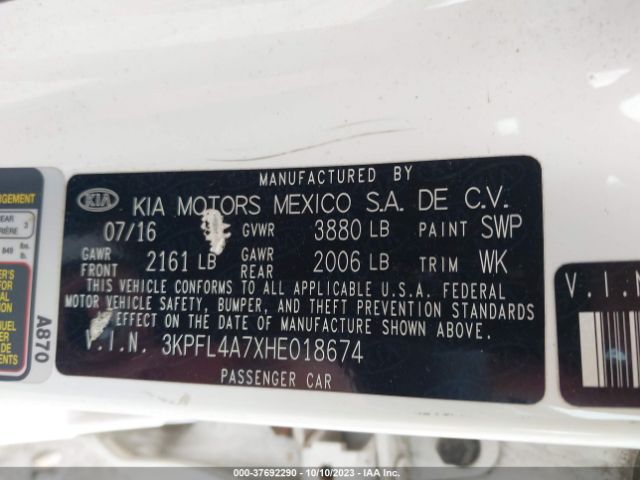 MANUFACTURED BY
KIA KIA MOTORS MEXICO S.A. DE C.V.
07/16 GVWR 3880 LB PAINT SWP
GAWR FRONT 2161 LB GAWR REAR 2006 LB TRIM WK
THIS VEHICLE CONFORMS TO ALL APPLICABLE U.S.A. FEDERAL
MOTOR VEHICLE SAFETY, BUMPER, AND THEFT PREVENTION STANDARDS
EFFECT ON THE DATE OF MANUFACTURE SHOWN ABOVE.
V.I.N. 3KPFL4A7XHE018674
PASSENGER CAR
A870
V.I.N
000-37692290 - 10/10/2023 - IAA Inc.